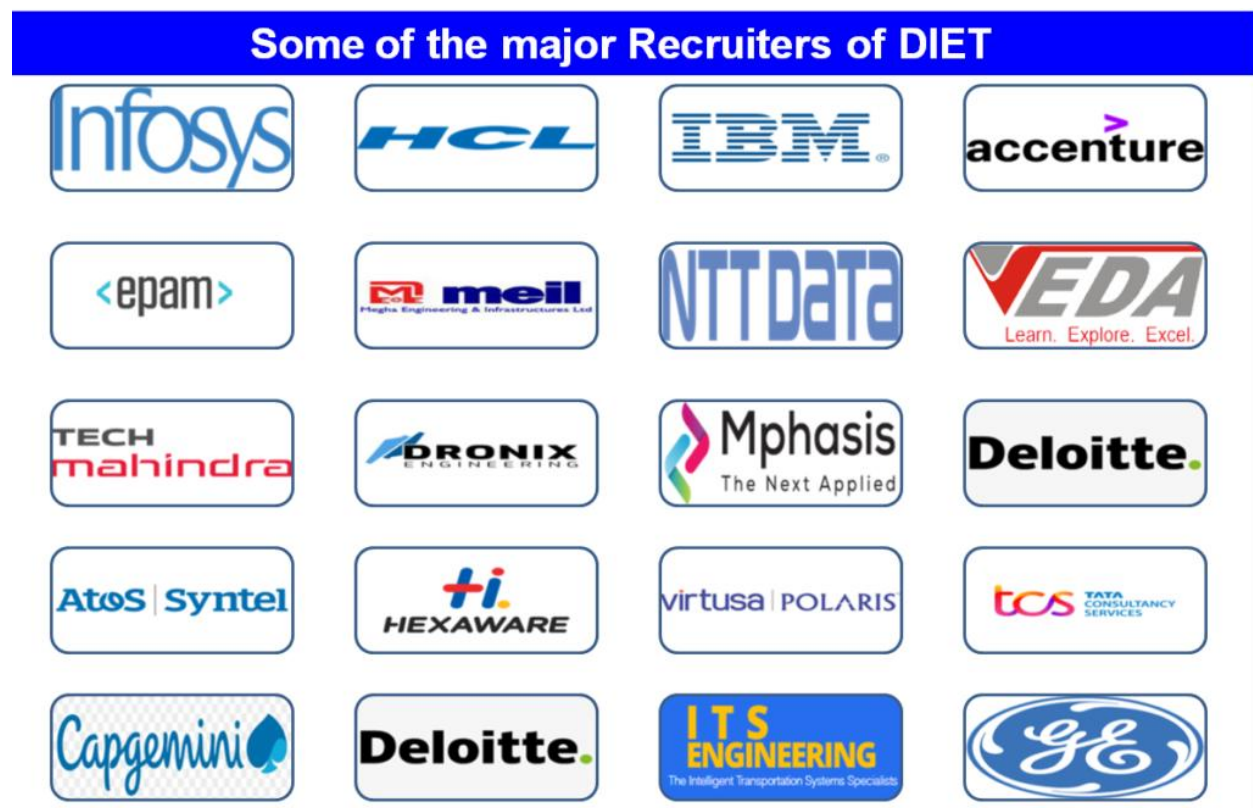 Some of the major Recruiters of DIET
Infosys
HCL
IBM®
accenture
<epam>
meil
Megha Engineering & Infrastructures Ltd
NTT DATA
VEDA
Learn. Explore. Excel.
TECH
mahindra
DRONIX
ENGINEERING
Mphasis
The Next Applied
Deloitte.
Atos | Syntel
HEXAWARE
virtusa | POLARIS
tcs
TATA
CONSULTANCY
SERVICES
Capgemini
Deloitte.
ITS
ENGINEERING
The Intelligent Transportation Systems Specialists
GE